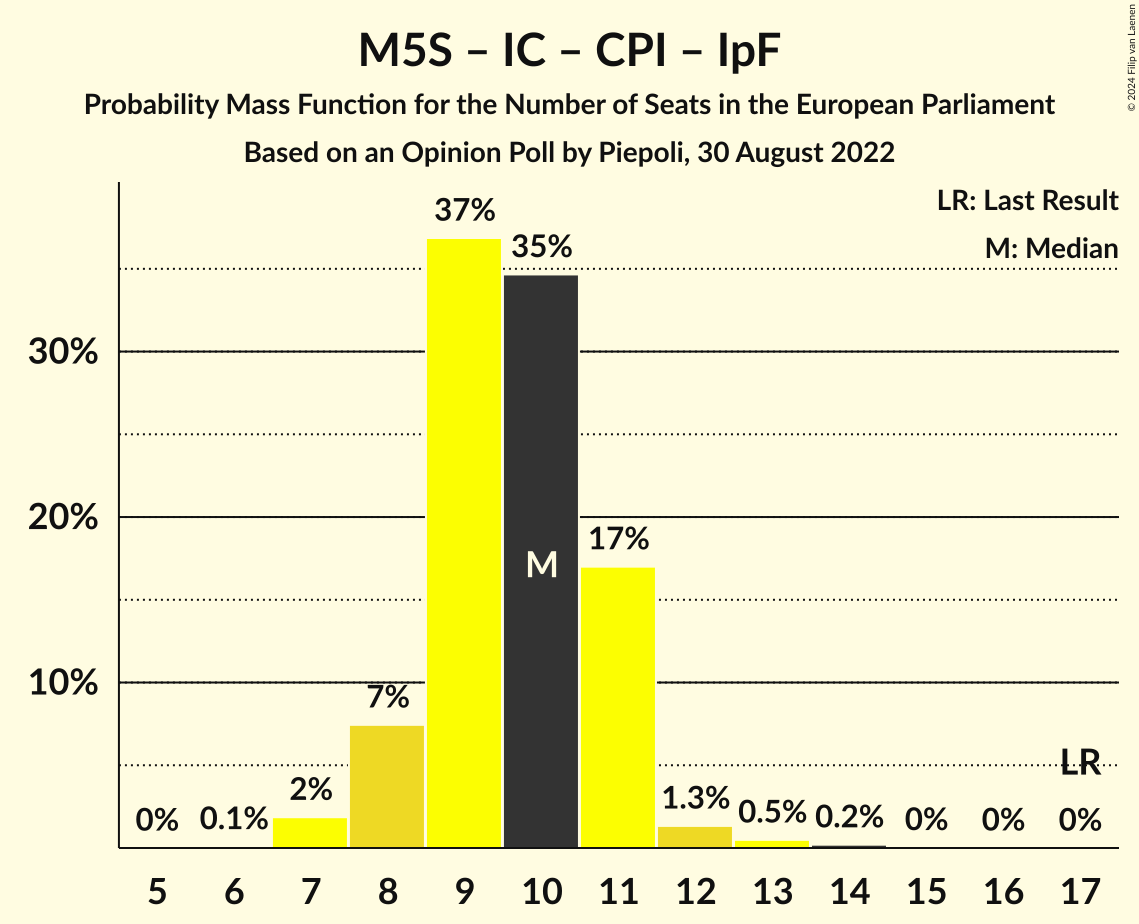 M5S – IC – CPI – IpF
Probability Mass Function for the Number of Seats in the European Parliament
Based on an Opinion Poll by Piepoli, 30 August 2022
© 2024 Filip van Laenen
LR: Last Result
M: Median
30%
20%
10%
0%
0.1%
2%
7%
37%
35%
17%
1.3%
0.5%
0.2%
0%
0%
0%
M
LR
5 6 7 8 9 10 11 12 13 14 15 16 17